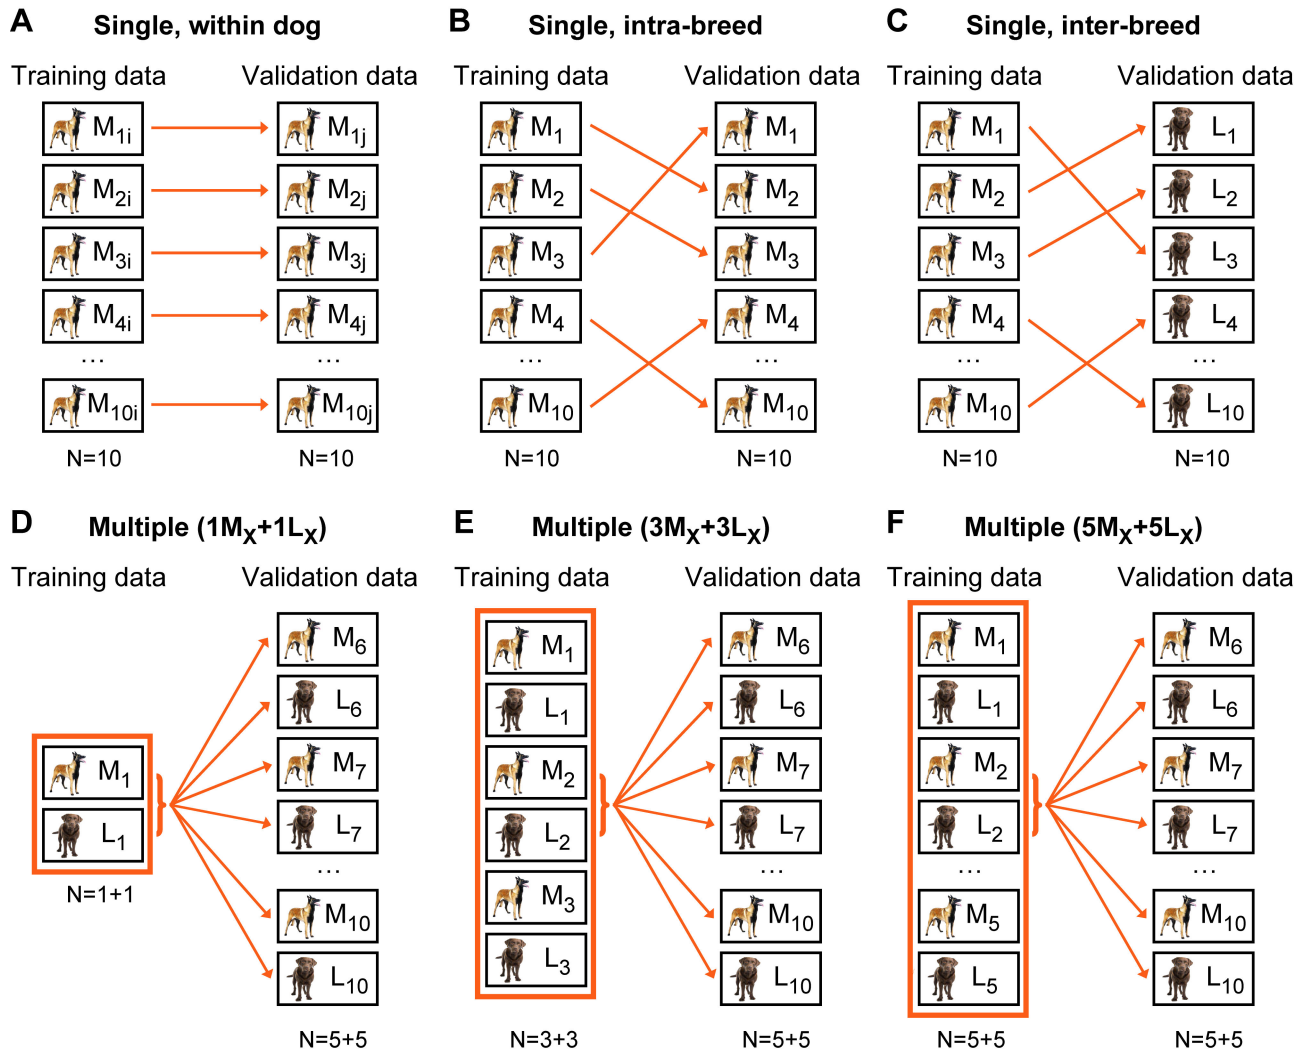 A Single, within dog
Training data Validation data
M1i M1j
M2i M2j
M3i M3j
M4i M4j
... ...
M10i M10j
N=10 N=10
B Single, intra-breed
Training data Validation data
M1 M1
M2 M2
M3 M3
M4 M4
... ...
M10 M10
N=10 N=10
C Single, inter-breed
Training data Validation data
M1 L1
M2 L2
M3 L3
M4 L4
... ...
M10 L10
N=10 N=10
D Multiple (1MX+1LX)
Training data Validation data
M1
L1
N=1+1
M6
L6
M7
L7
...
M10
L10
N=5+5
E Multiple (3MX+3LX)
Training data Validation data
M1
L1
M2
L2
M3
L3
N=3+3
M6
L6
M7
L7
...
M10
L10
N=5+5
F Multiple (5MX+5LX)
Training data Validation data
M1
L1
M2
L2
...
M5
L5
N=5+5
M6
L6
M7
L7
...
M10
L10
N=5+5